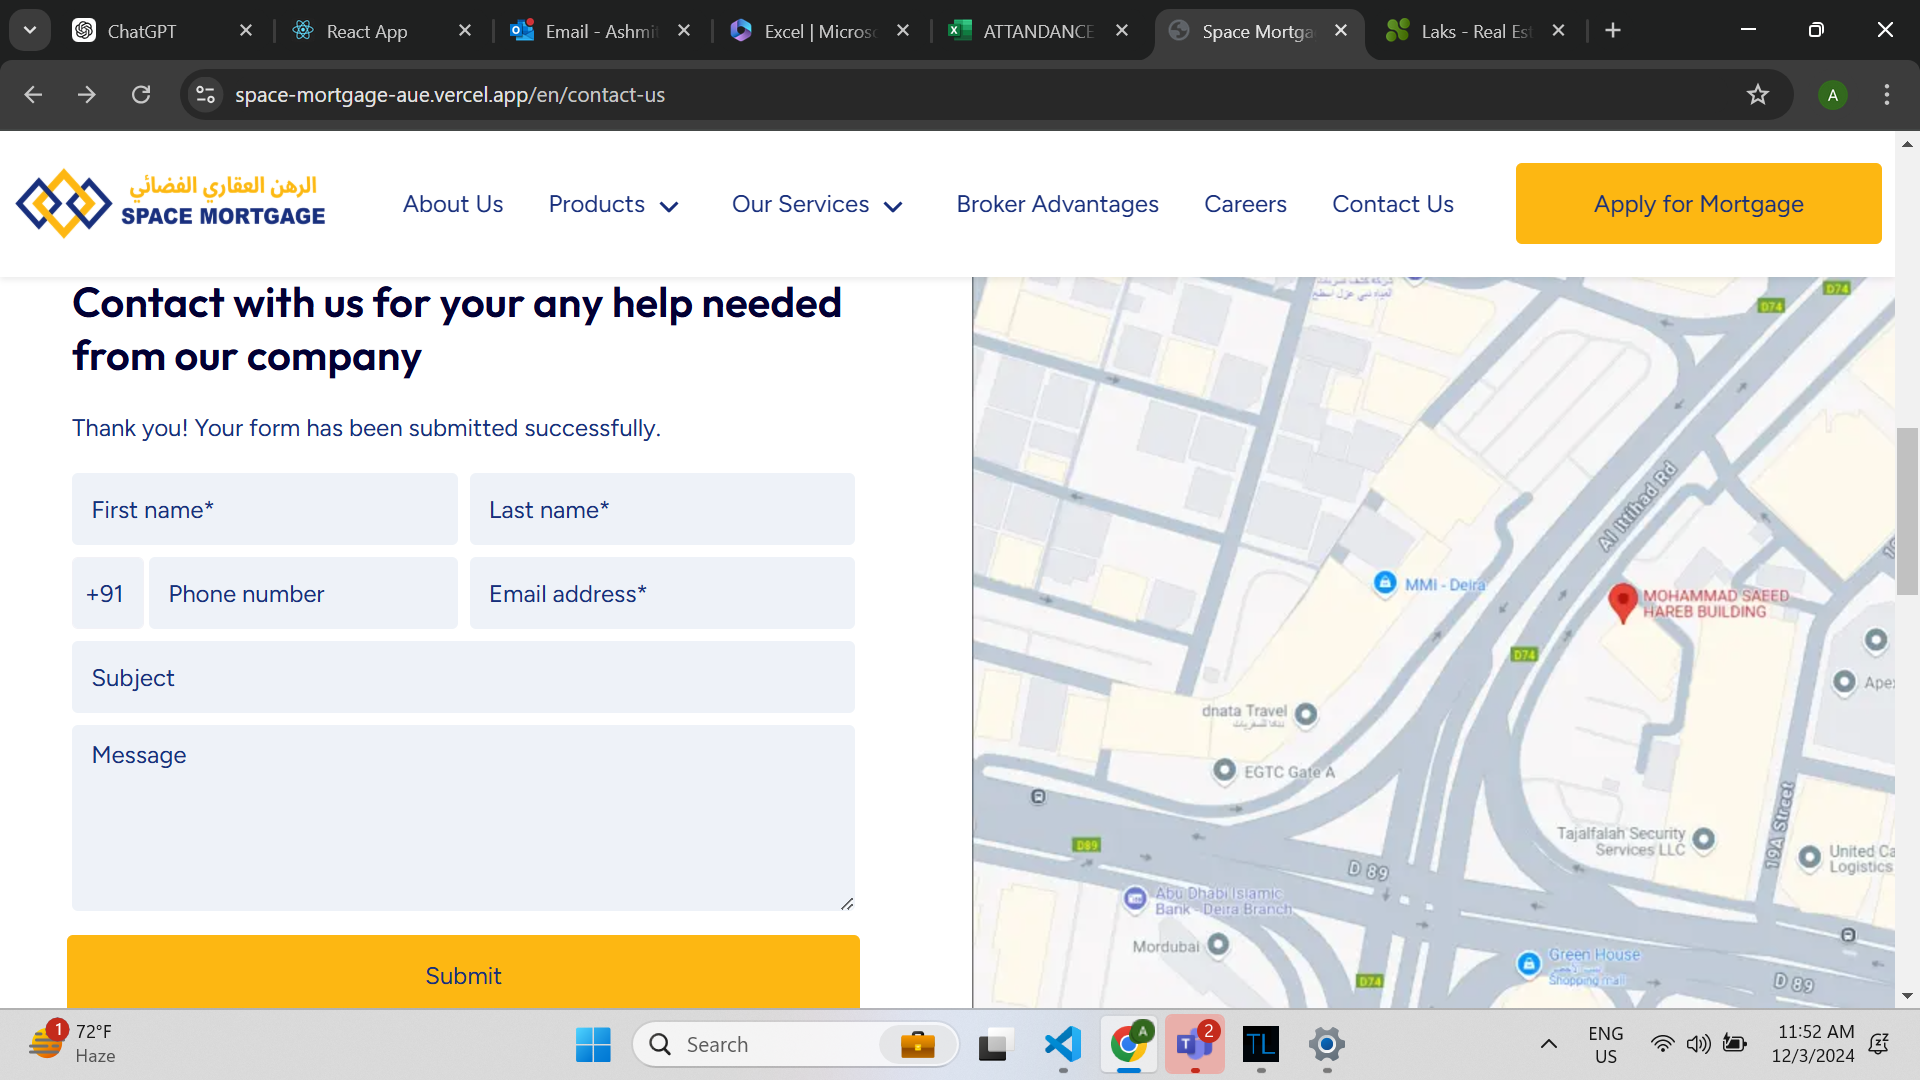 ChatGPT
React App
Email - Ashmi
Excel | Microso
ATTANDANCE
Space Mortga
Laks - Real Est
space-mortgage-aue.vercel.app/en/contact-us
A
الرهن العقاري الفضائي
SPACE MORTGAGE
About Us
Products
Our Services
Broker Advantages
Careers
Contact Us
Apply for Mortgage
Contact with us for your any help needed
from our company
Thank you! Your form has been submitted successfully.
First name*
Last name*
+91
Phone number
Email address*
Subject
Message
Submit
D74
D74
Al Ittihad Rd
MMI - Deira
MOHAMMAD SAEED
HAREB BUILDING
D74
Apex
dnata Travel
EGTC Gate A
19A Street
Tajalfalah Security
Services LLC
United Ca
Logistics
D89
D 89
Abu Dhabi Islamic
Bank - Deira Branch
Mordubai
Green House
Shopping mall
D74
D 89
1
72°F
Haze
Search
A
2
TL
ENG
US
11:52 AM
12/3/2024